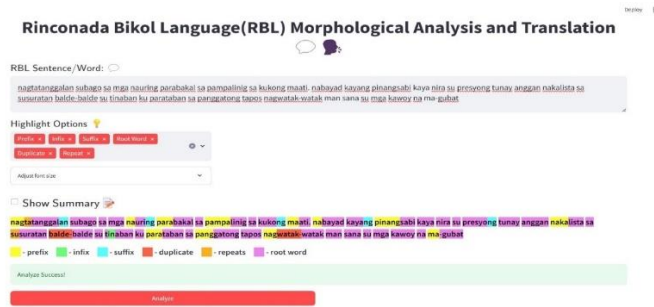 Deploy
Rinconada Bikol Language(RBL) Morphological Analysis and Translation
RBL Sentence/Word:
nagtatanggalan subago sa mga nauring parabakal sa pampalinig sa kukong maati. nabayad kayang pinangsabi kaya nira su presyong tunay anggan nakalista sa
susuratan balde-balde su tinaban ku parataban sa panggatong tapos nagwatak-watak man sana su mga kawoy na ma-gubat
Highlight Options
Prefix × Infix × Suffix × Root Word ×
Duplicate × Repeat ×
Adjust font size
Show Summary
nagtatanggalan subago sa mga nauring parabakal sa pampalinig sa kukong maati. nabayad kayang pinangsabi kaya nira su presyong tunay anggan nakalista sa
susuratan balde-balde su tinaban ku parataban sa panggatong tapos nagwatak-watak man sana su mga kawoy na ma-gubat
- prefix - infix - suffix - duplicate - repeats - root word
Analyze Success!
Analyze